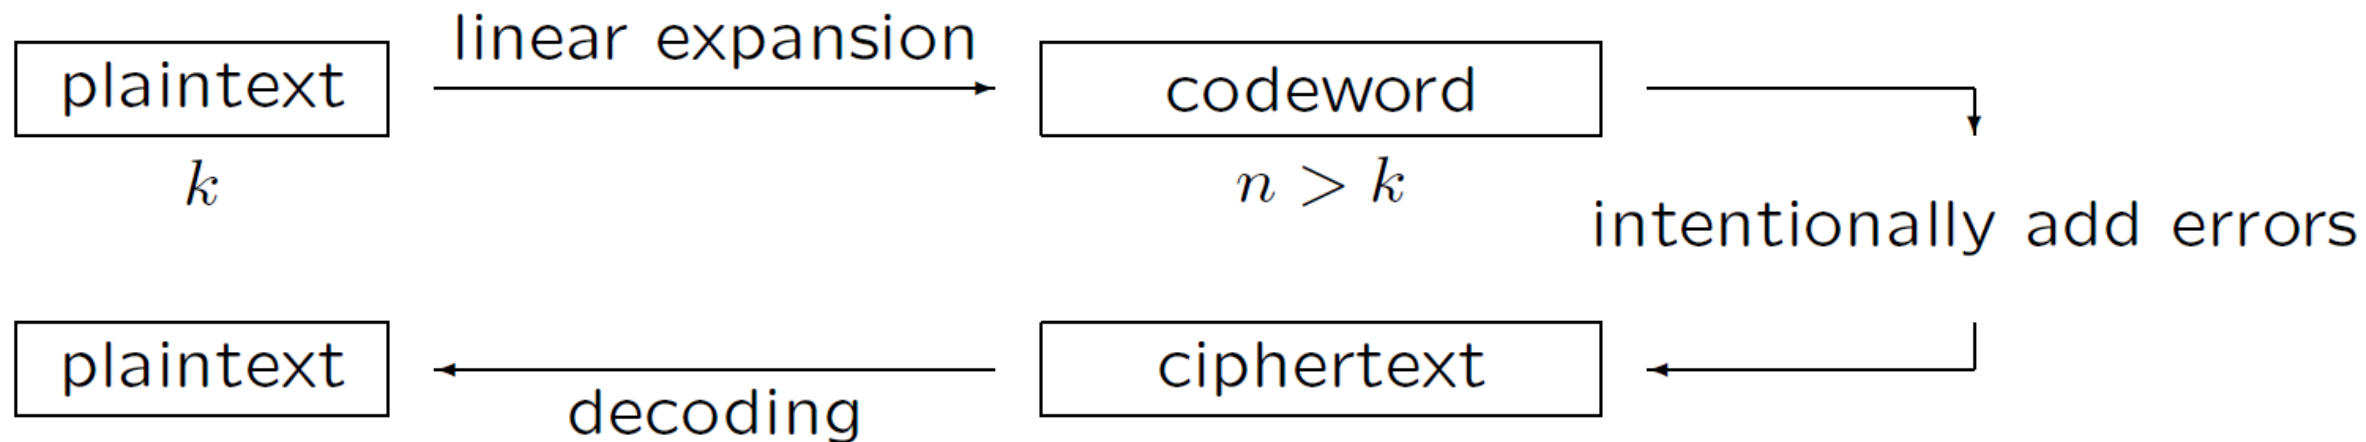 linear expansion
plaintext
codeword
k
n > k
intentionally add errors
plaintext
ciphertext
decoding